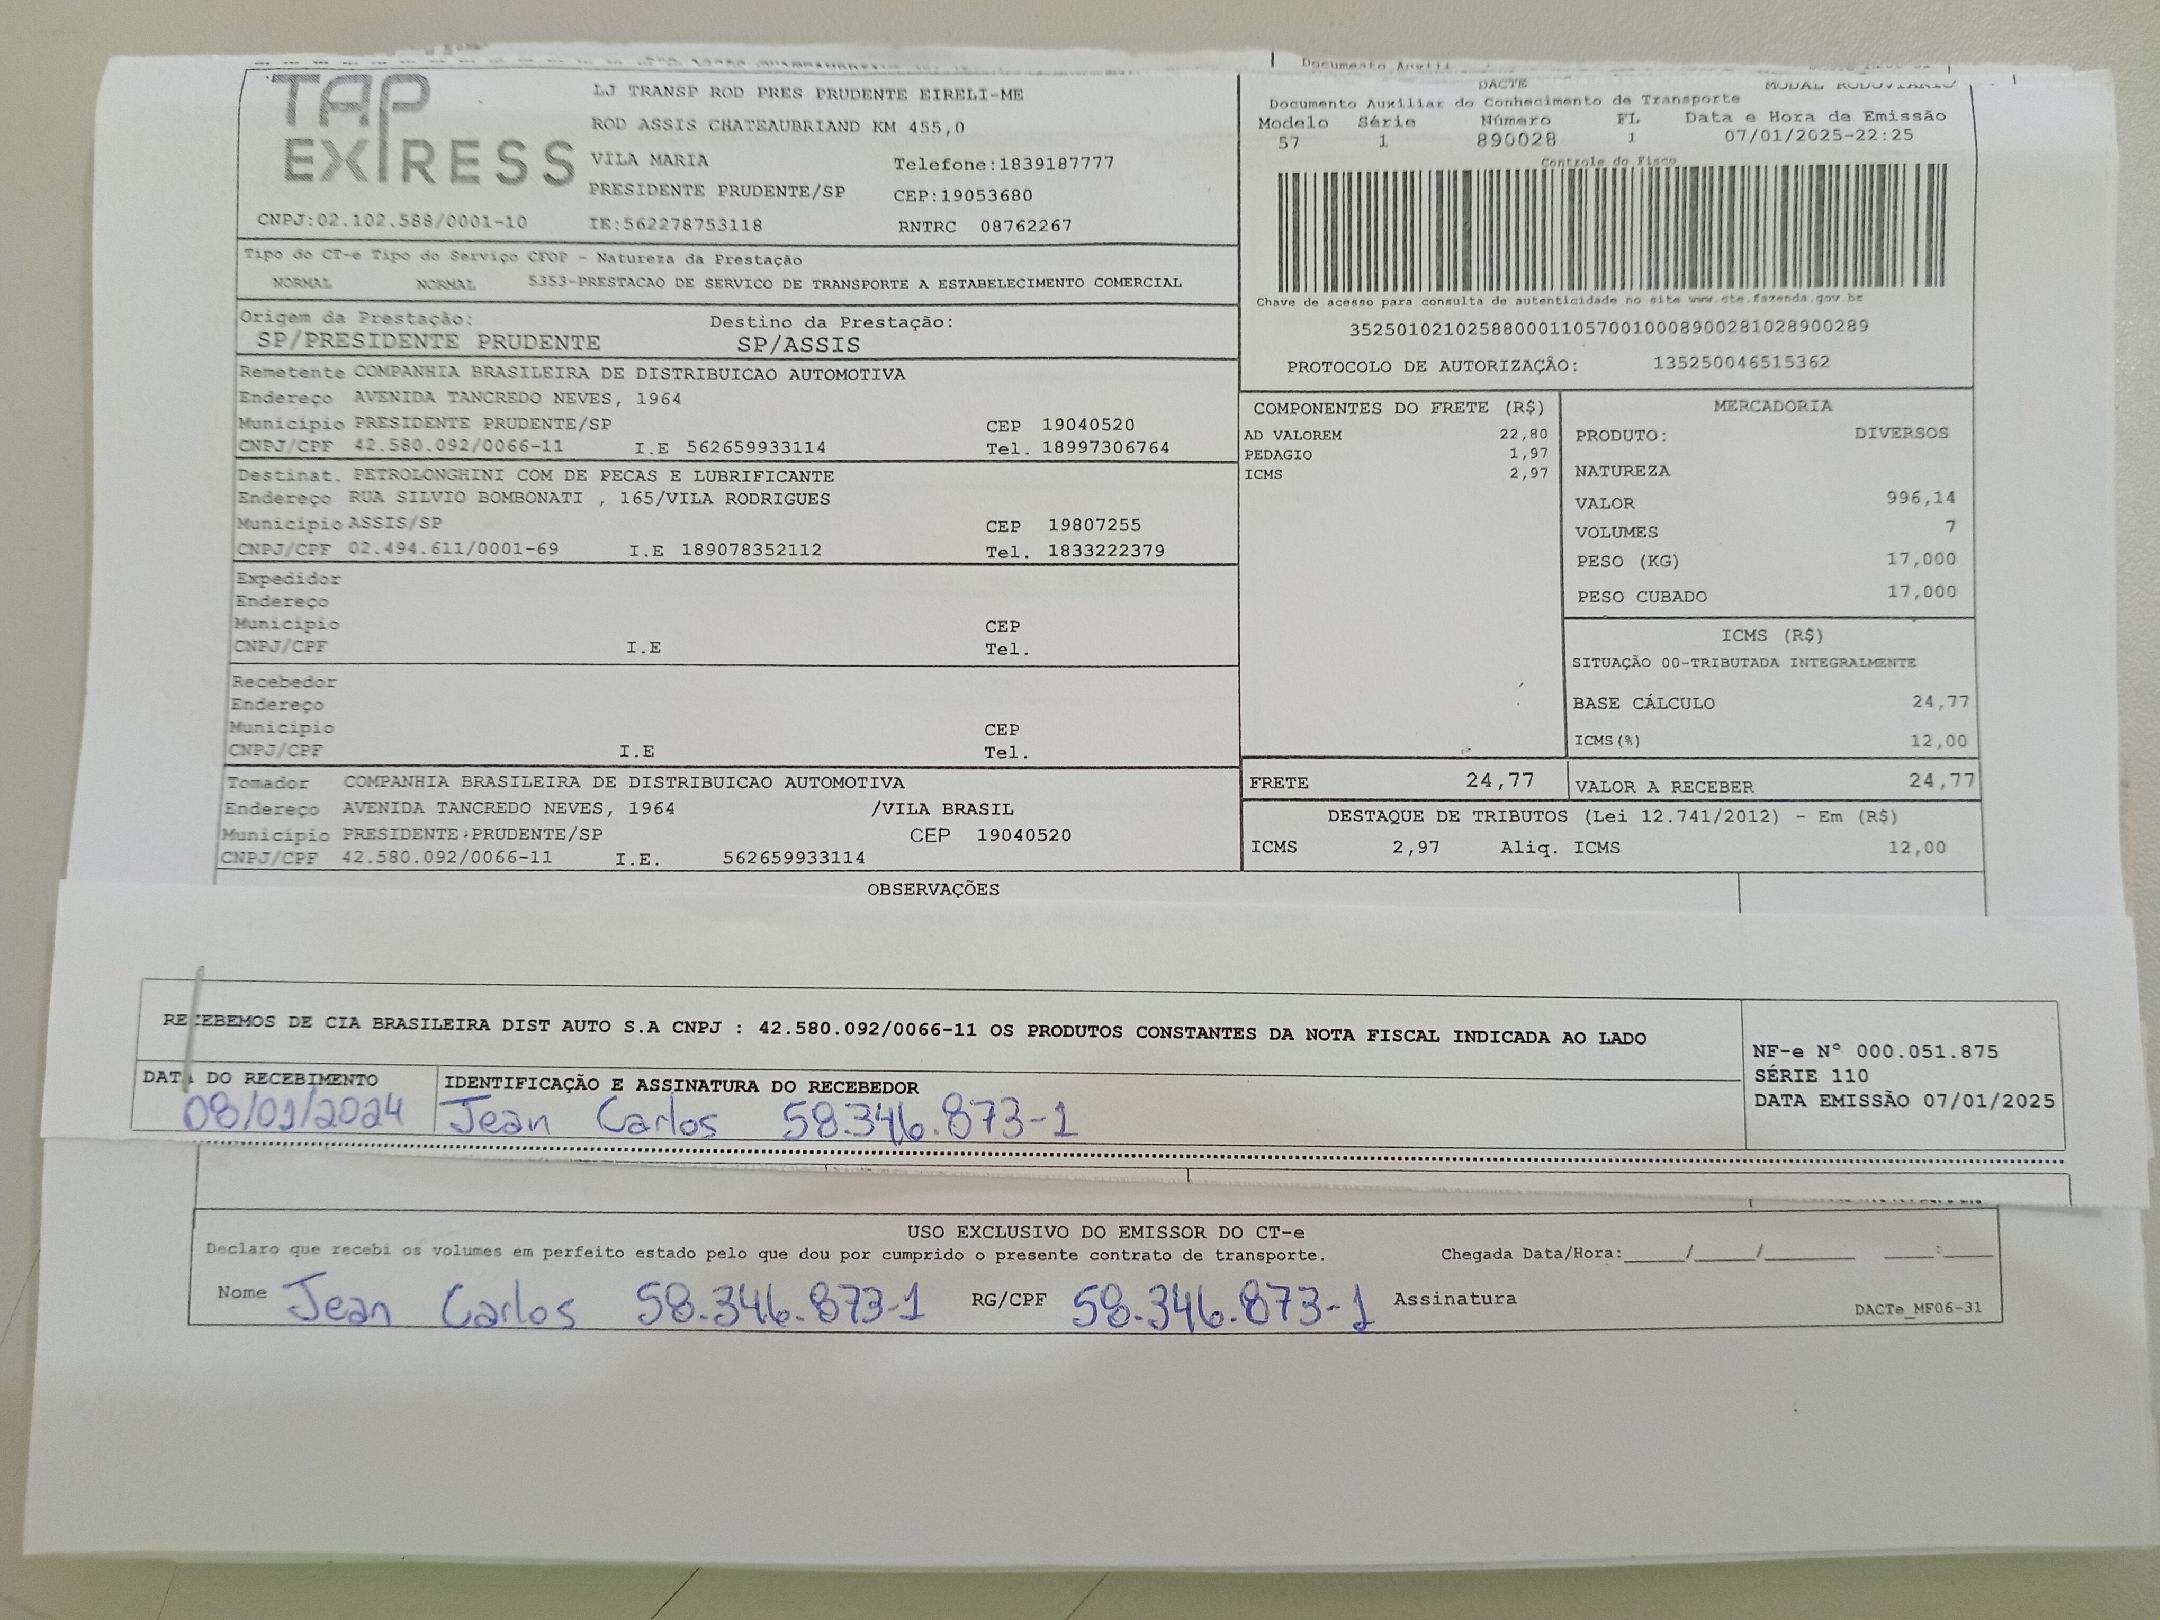 TAP EXPRESS
LJ TRANSP ROD PRES PRUDENTE EIRELI-ME
ROD ASSIS CHATEAUBRIAND KM 455,0
VILA MARIA Telefone:1839187777
PRESIDENTE PRUDENTE/SP CEP:19053680
CNPJ:02.102.588/0001-10 IE:562278753118 RNTRC 08762267
Documento
DACTE MODAL RODOVIARIO
Documento Auxiliar do Conhecimento de Transporte
Modelo Série Número FL Data e Hora de Emissão
57 1 890028 1 07/01/2025-22:25
Controle do Fisco
Chave de acesso para consulta de autenticidade no site www.cte.fazenda.gov.br
35250102102588000110570010008900281028900289
PROTOCOLO DE AUTORIZAÇÃO: 135250046515362
Tipo do CT-e Tipo do Serviço CFOP - Natureza da Prestação
NORMAL NORMAL 5353-PRESTACAO DE SERVICO DE TRANSPORTE A ESTABELECIMENTO COMERCIAL
Origem da Prestação: Destino da Prestação:
SP/PRESIDENTE PRUDENTE SP/ASSIS
Remetente COMPANHIA BRASILEIRA DE DISTRIBUICAO AUTOMOTIVA
Endereço AVENIDA TANCREDO NEVES, 1964
Município PRESIDENTE PRUDENTE/SP CEP 19040520
CNPJ/CPF 42.580.092/0066-11 I.E 562659933114 Tel. 18997306764
Destinat. PETROLONGHINI COM DE PECAS E LUBRIFICANTE
Endereço RUA SILVIO BOMBONATI , 165/VILA RODRIGUES
Município ASSIS/SP CEP 19807255
CNPJ/CPF 02.494.611/0001-69 I.E 189078352112 Tel. 1833222379
Expedidor
Endereço
Município CEP
CNPJ/CPF I.E Tel.
Recebedor
Endereço
Município CEP
CNPJ/CPF I.E Tel.
Tomador COMPANHIA BRASILEIRA DE DISTRIBUICAO AUTOMOTIVA
Endereço AVENIDA TANCREDO NEVES, 1964 /VILA BRASIL
Município PRESIDENTE PRUDENTE/SP CEP 19040520
CNPJ/CPF 42.580.092/0066-11 I.E. 562659933114
COMPONENTES DO FRETE (R$)
AD VALOREM 22,80
PEDAGIO 1,97
ICMS 2,97
MERCADORIA
PRODUTO: DIVERSOS
NATUREZA
VALOR 996,14
VOLUMES 7
PESO (KG) 17,000
PESO CUBADO 17,000
ICMS (R$)
SITUAÇÃO 00-TRIBUTADA INTEGRALMENTE
BASE CÁLCULO 24,77
ICMS(%) 12,00
FRETE 24,77 VALOR A RECEBER 24,77
DESTAQUE DE TRIBUTOS (Lei 12.741/2012) - Em (R$)
ICMS 2,97 Aliq. ICMS 12,00
OBSERVAÇÕES
RECEBEMOS DE CIA BRASILEIRA DIST AUTO S.A CNPJ : 42.580.092/0066-11 OS PRODUTOS CONSTANTES DA NOTA FISCAL INDICADA AO LADO
DATA DO RECEBIMENTO IDENTIFICAÇÃO E ASSINATURA DO RECEBEDOR
08/01/2024 Jean Carlos 58.346.873-1
NF-e Nº 000.051.875
SÉRIE 110
DATA EMISSÃO 07/01/2025
USO EXCLUSIVO DO EMISSOR DO CT-e
Declaro que recebi os volumes em perfeito estado pelo que dou por cumprido o presente contrato de transporte. Chegada Data/Hora:_____/_____/_______ ____:____
Nome Jean Carlos 58.346.873-1 RG/CPF 58.346.873-1 Assinatura
DACTe_MF06-31